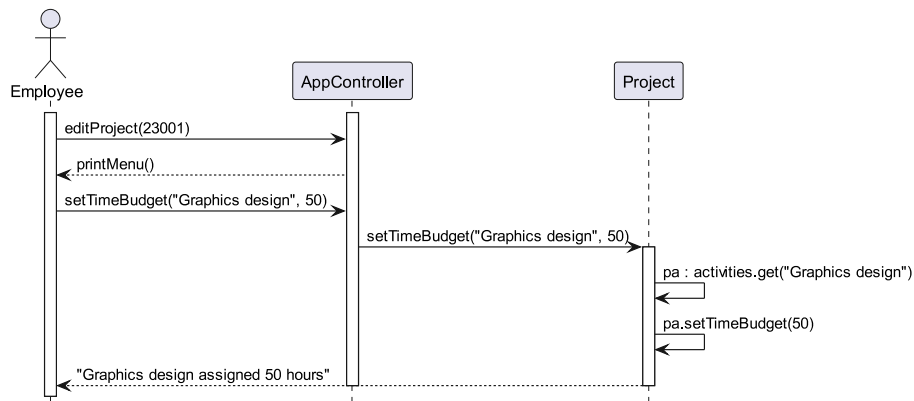 Employee
AppController
Project
editProject(23001)
printMenu()
setTimeBudget("Graphics design", 50)
setTimeBudget("Graphics design", 50)
pa : activities.get("Graphics design")
pa.setTimeBudget(50)
"Graphics design assigned 50 hours"